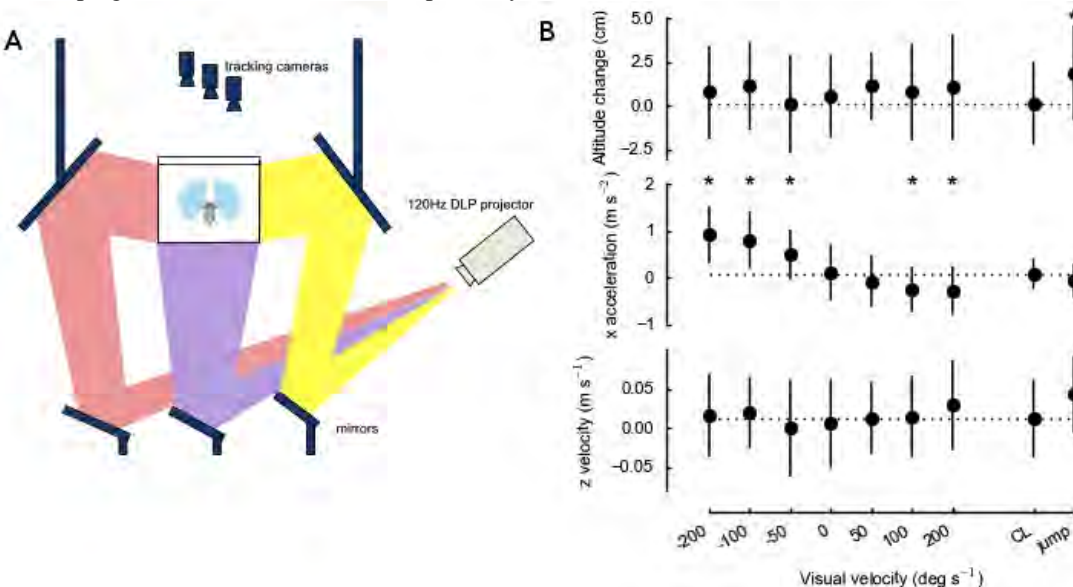 A
tracking cameras
120Hz DLP projector
mirrors
B
Altitude change (cm)
5.0
2.5
0.0
−2.5
x acceleration (m s⁻²)
2
1
0
−1
* * * * *
z velocity (m s⁻¹)
0.05
0.00
−0.05
-200 -100 -50 0 50 100 200 CL jump
Visual velocity (deg s⁻¹)